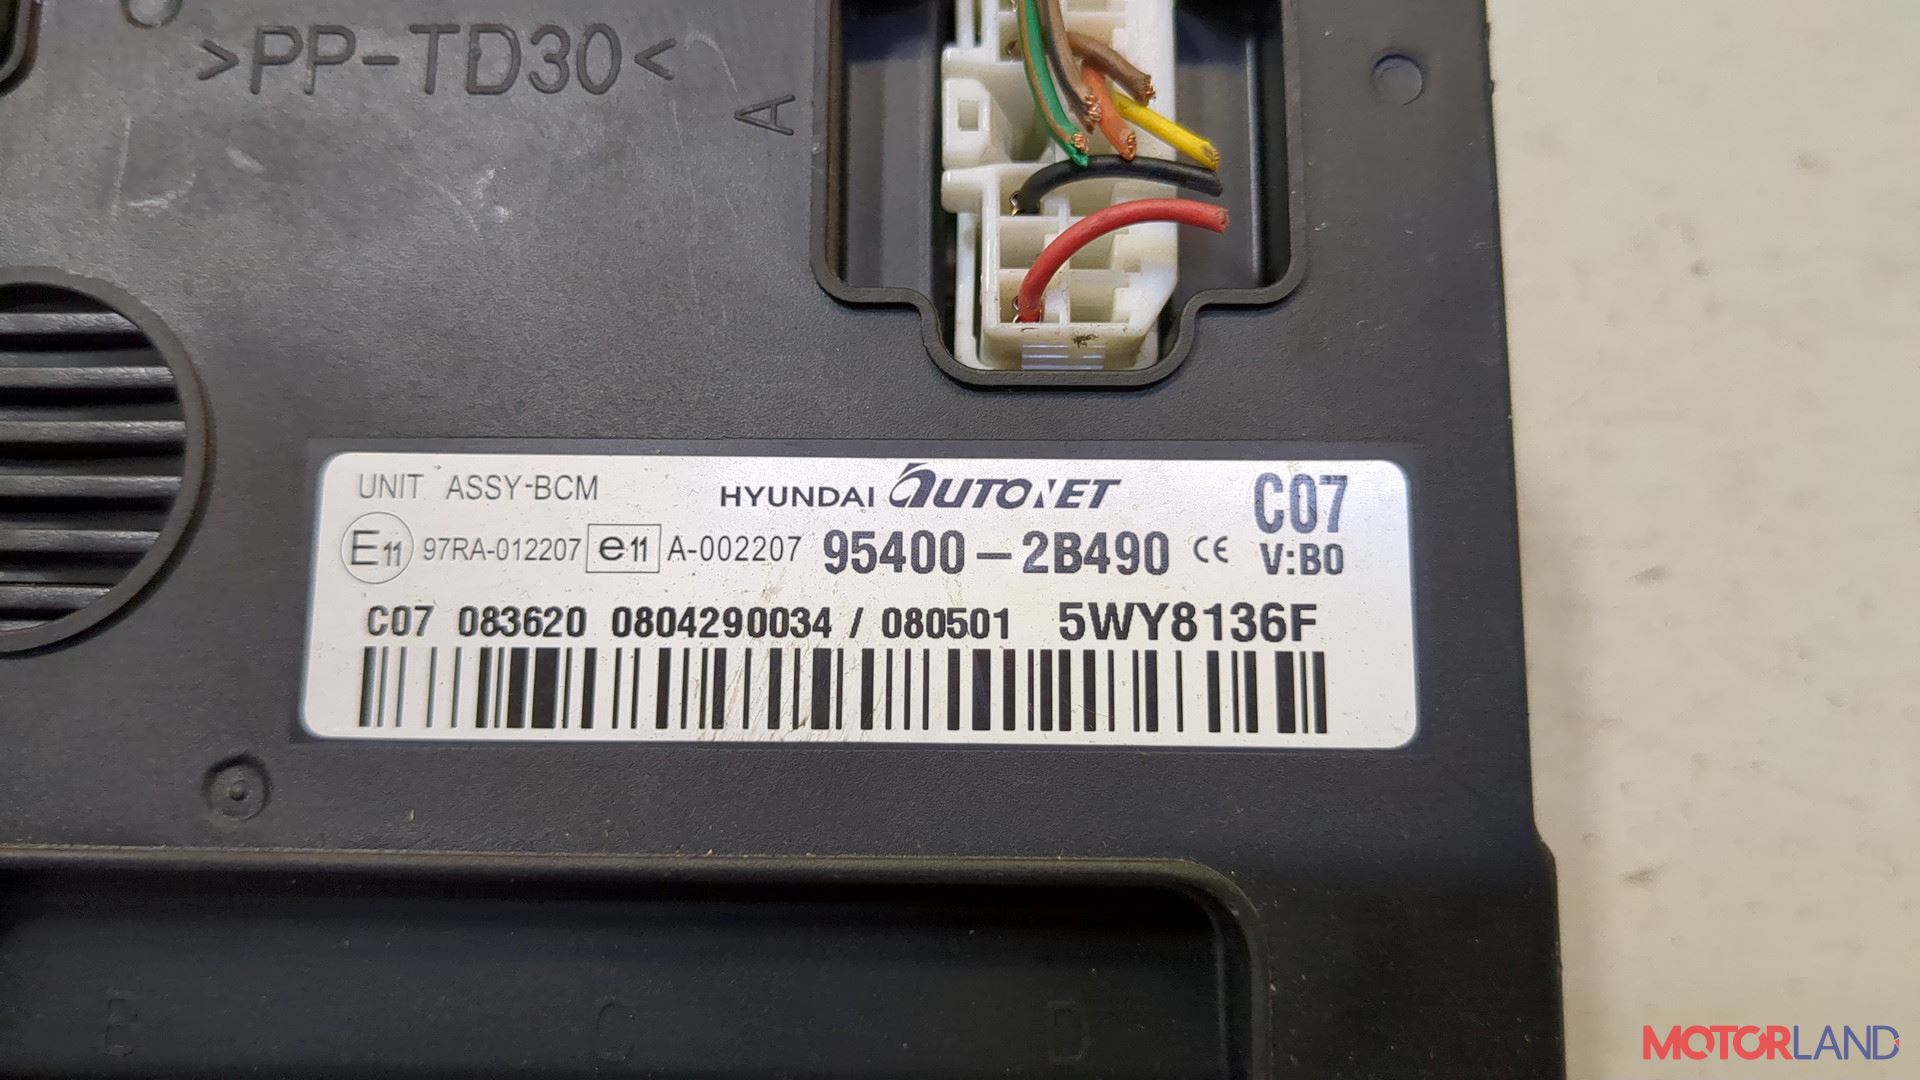 >PP-TD30<
A
UNIT ASSY-BCM HYUNDAI AUTONET C07
E11 97RA-012207 e11 A-002207 95400-2B490 CE V:B0
C07 083620 0804290034 / 080501 5WY8136F
B C D
MOTORLAND